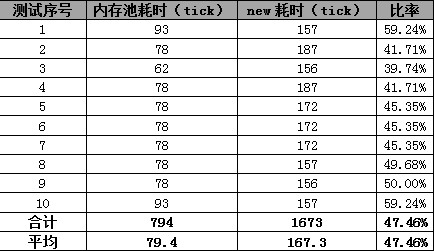 测试序号 内存池耗时（tick） new耗时（tick） 比率
1 93 157 59.24%
2 78 187 41.71%
3 62 156 39.74%
4 78 187 41.71%
5 78 172 45.35%
6 78 172 45.35%
7 78 172 45.35%
8 78 157 49.68%
9 78 156 50.00%
10 93 157 59.24%
合计 794 1673 47.46%
平均 79.4 167.3 47.46%